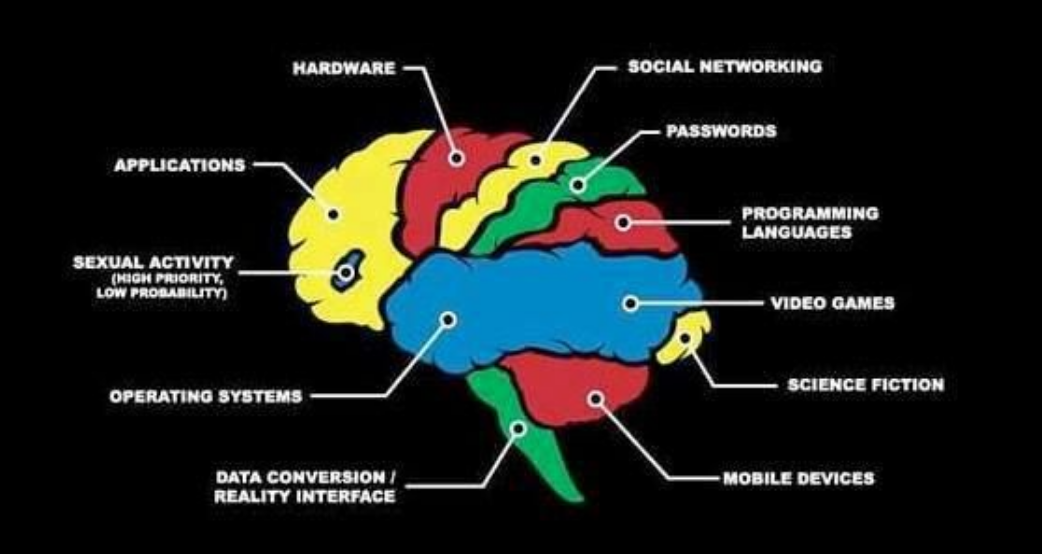 HARDWARE
SOCIAL NETWORKING
PASSWORDS
APPLICATIONS
PROGRAMMING
LANGUAGES
SEXUAL ACTIVITY
(HIGH PRIORITY,
LOW PROBABILITY)
VIDEO GAMES
SCIENCE FICTION
OPERATING SYSTEMS
DATA CONVERSION /
REALITY INTERFACE
MOBILE DEVICES